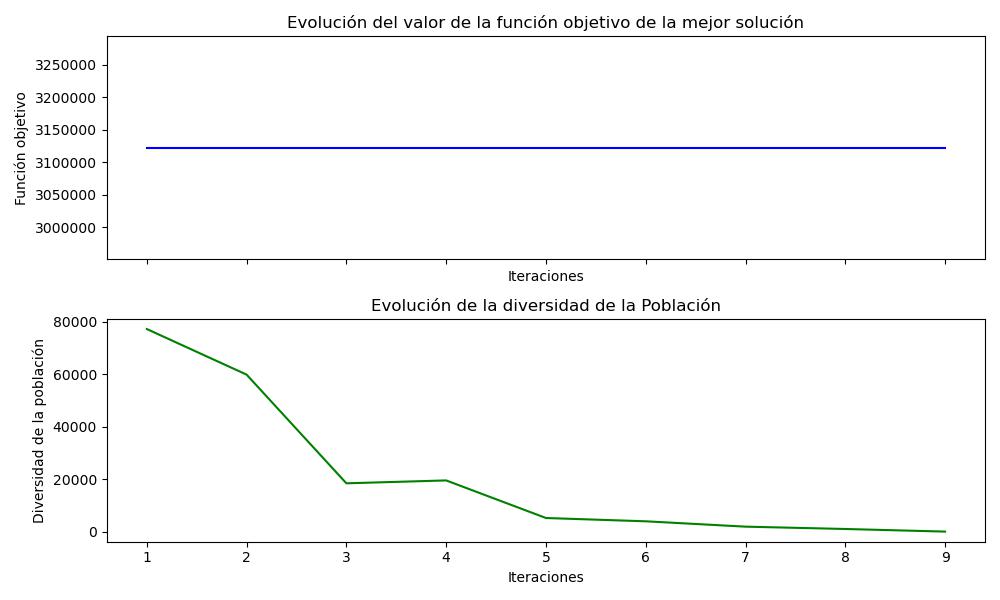 Evolución del valor de la función objetivo de la mejor solución
Función objetivo
3250000
3200000
3150000
3100000
3050000
3000000
Iteraciones
Evolución de la diversidad de la Población
Diversidad de la población
80000
60000
40000
20000
0
1 2 3 4 5 6 7 8 9
Iteraciones